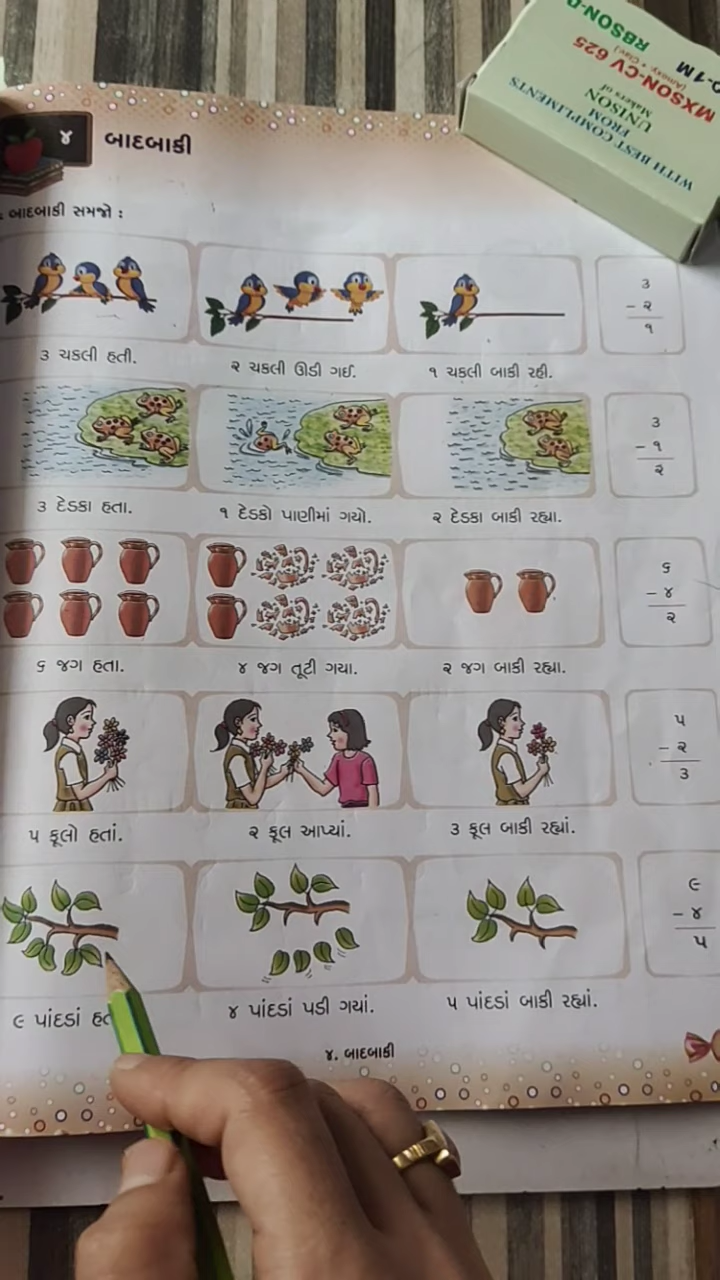 WITH BEST COMPLIMENTS
FROM
UNISON
Makers of
MXSON-CV 625
RBSON-D
૪ બાદબાકી
બાદબાકી સમજો :
૩ ચકલી હતી.
૨ ચકલી ઊડી ગઈ.
૧ ચકલી બાકી રહી.
૩
– ૨
૧
૩ દેડકા હતા.
૧ દેડકો પાણીમાં ગયો.
૨ દેડકા બાકી રહ્યા.
૩
– ૧
૨
૬ જગ હતા.
૪ જગ તૂટી ગયા.
૨ જગ બાકી રહ્યા.
૬
– ૪
૨
૫ ફૂલો હતાં.
૨ ફૂલ આપ્યાં.
૩ ફૂલ બાકી રહ્યાં.
૫
– ૨
૩
૯ પાંદડાં હત
૪ પાંદડાં પડી ગયાં.
૫ પાંદડાં બાકી રહ્યાં.
૯
– ૪
૫
૪. બાદબાકી